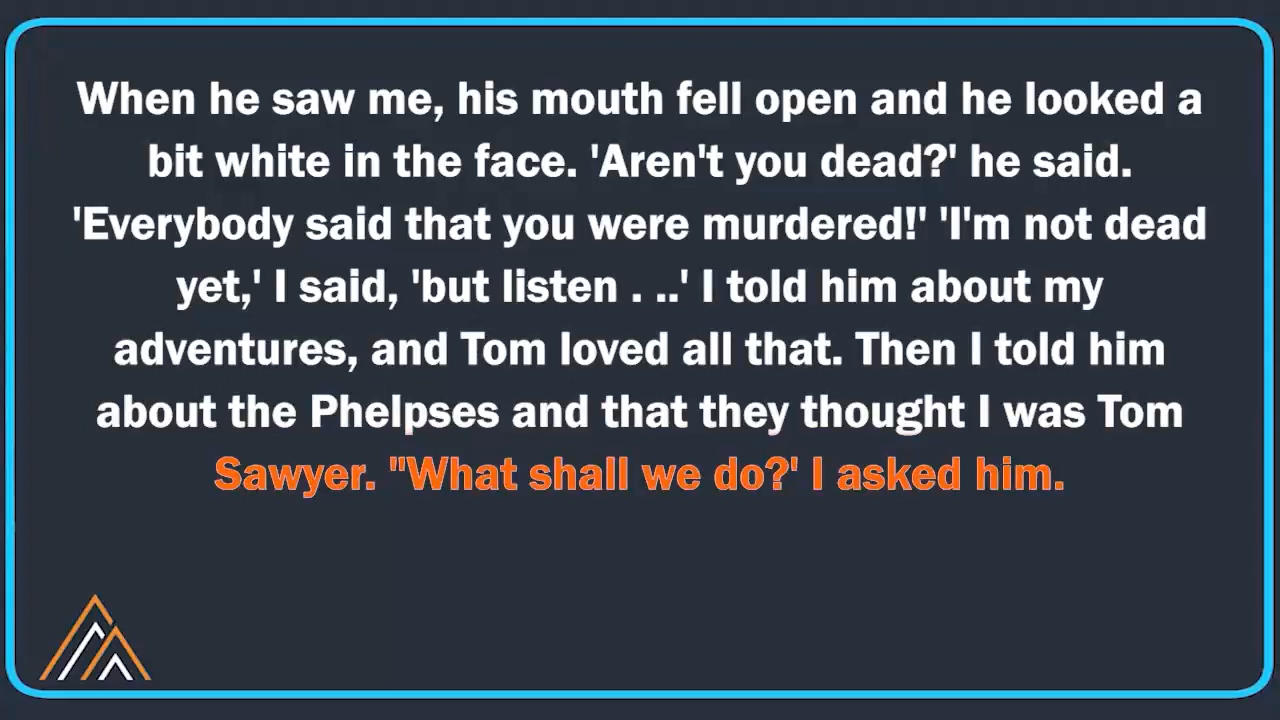 When he saw me, his mouth fell open and he looked a
bit white in the face. 'Aren't you dead?' he said.
'Everybody said that you were murdered!' 'I'm not dead
yet,' I said, 'but listen . ..' I told him about my
adventures, and Tom loved all that. Then I told him
about the Phelpses and that they thought I was Tom
Sawyer. "What shall we do?' I asked him.